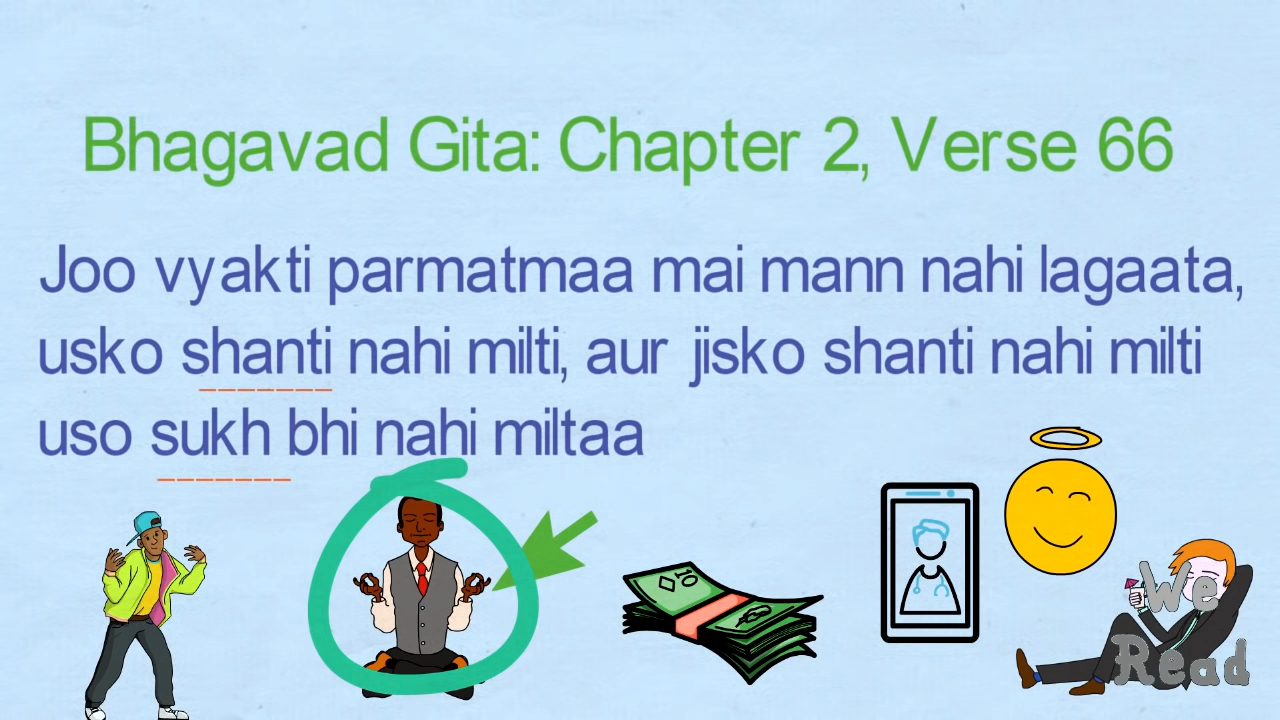 Bhagavad Gita: Chapter 2, Verse 66
Joo vyakti parmatmaa mai mann nahi lagaata,
usko shanti nahi milti, aur jisko shanti nahi milti
uso sukh bhi nahi miltaa
10
We
Read